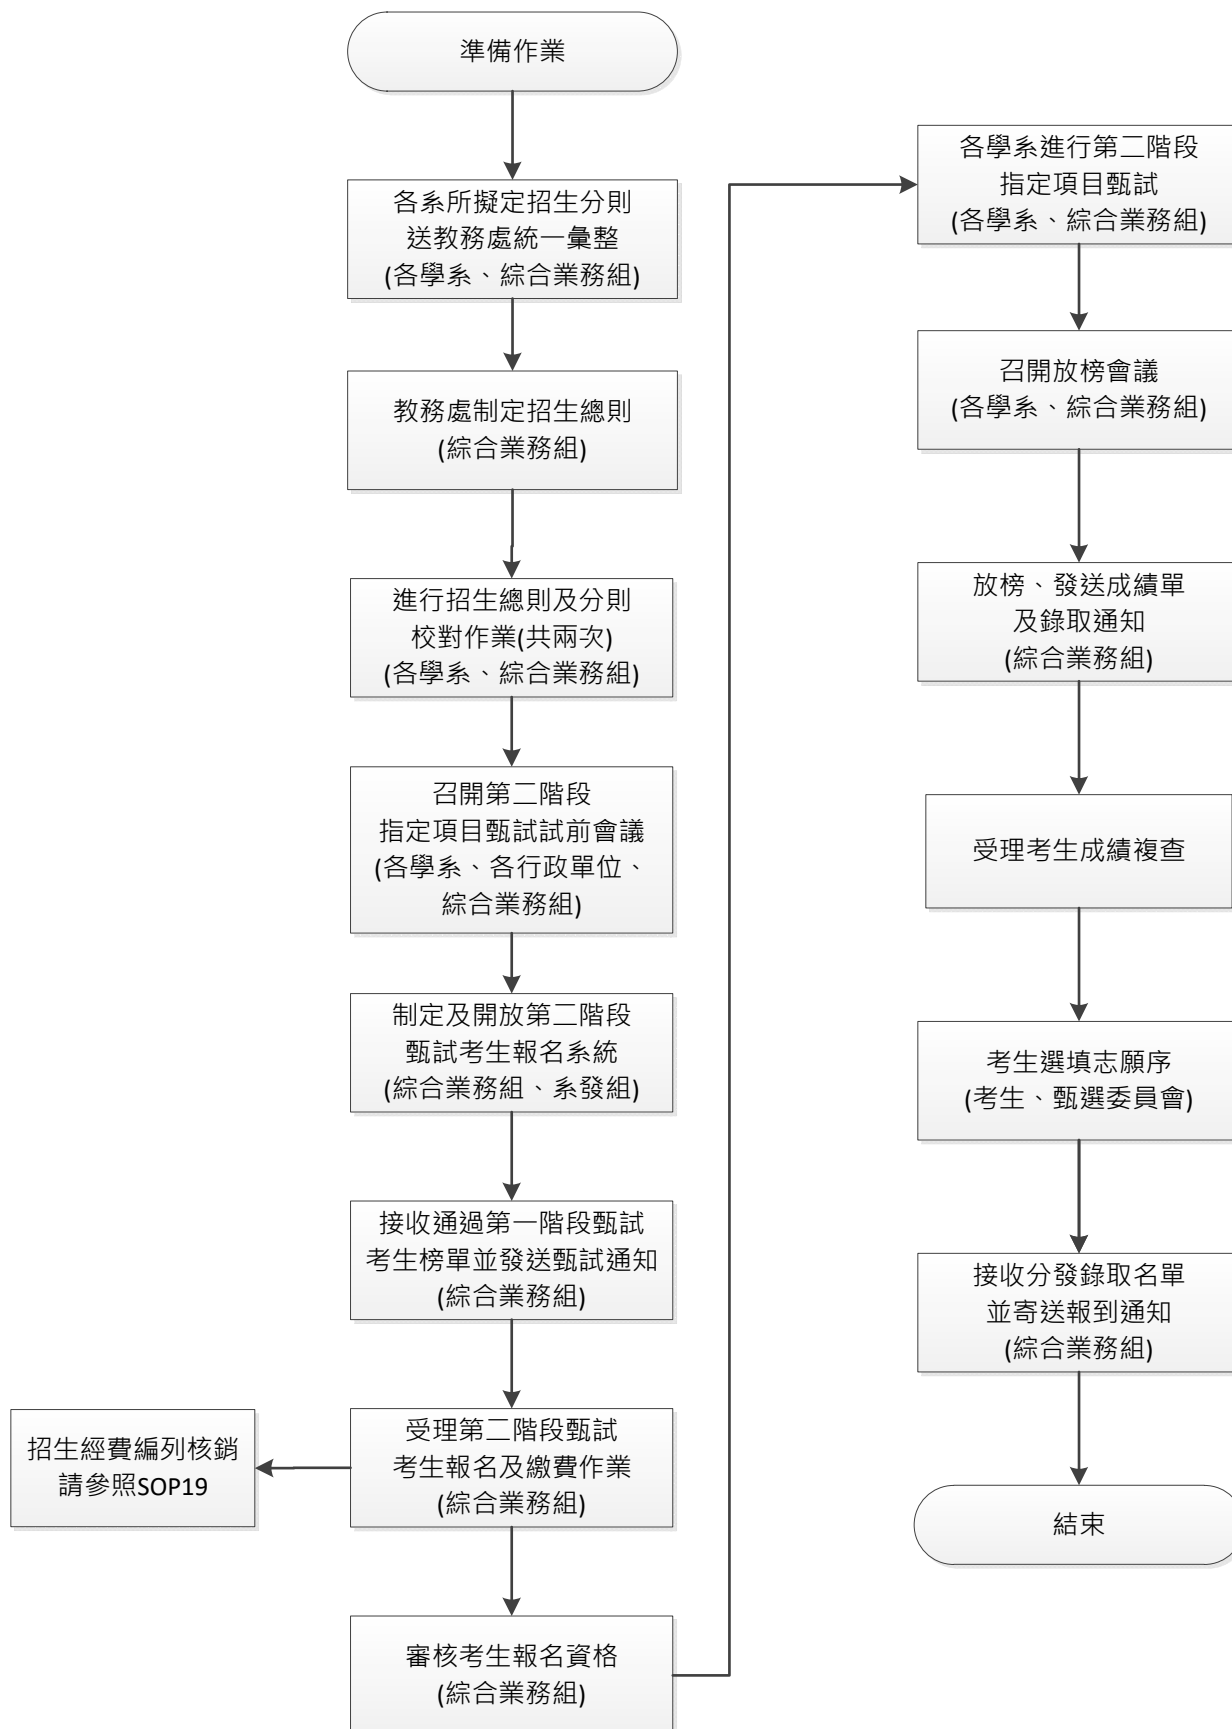 準備作業
各系所擬定招生分則
送教務處統一彙整
(各學系、綜合業務組)
教務處制定招生總則
(綜合業務組)
進行招生總則及分則
校對作業(共兩次)
(各學系、綜合業務組)
召開第二階段
指定項目甄試試前會議
(各學系、各行政單位、
綜合業務組)
制定及開放第二階段
甄試考生報名系統
(綜合業務組、系發組)
接收通過第一階段甄試
考生榜單並發送甄試通知
(綜合業務組)
受理第二階段甄試
考生報名及繳費作業
(綜合業務組)
招生經費編列核銷
請參照SOP19
審核考生報名資格
(綜合業務組)
各學系進行第二階段
指定項目甄試
(各學系、綜合業務組)
召開放榜會議
(各學系、綜合業務組)
放榜、發送成績單
及錄取通知
(綜合業務組)
受理考生成績複查
考生選填志願序
(考生、甄選委員會)
接收分發錄取名單
並寄送報到通知
(綜合業務組)
結束